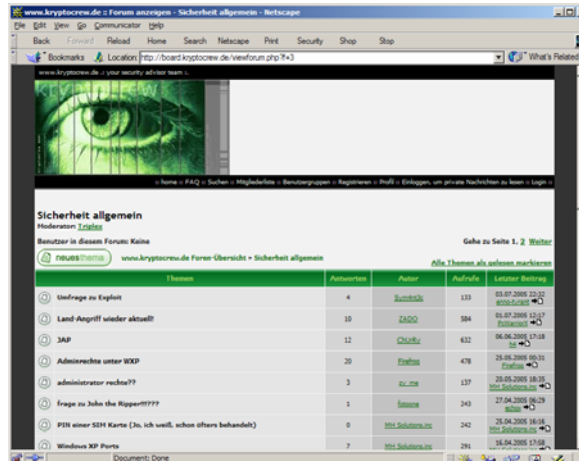 www.kryptocrew.de :: Forum anzeigen - Sicherheit allgemein - Netscape
File Edit View Go Communicator Help
Back Forward Reload Home Search Netscape Print Security Shop Stop
Bookmarks Location: http://board.kryptocrew.de/viewforum.php?f=3 What's Related
www.kryptocrew.de .: your security advisor team :.
:: home :: FAQ :: Suchen :: Mitgliederliste :: Benutzergruppen :: Registrieren :: Profil :: Einloggen, um private Nachrichten zu lesen :: Login ::
Sicherheit allgemein
Moderator: Triplex
Benutzer in diesem Forum: Keine
Gehe zu Seite 1, 2 Weiter
neuesthema www.kryptocrew.de Foren-Übersicht » Sicherheit allgemein
Alle Themen als gelesen markieren
Themen Antworten Autor Aufrufe Letzter Beitrag
Umfrage zu Exploit 4 133 03.07.2005 22:32
Land-Angriff wieder aktuell! 10 ZADO 584 01.07.2005 12:17
JAP 12 632 06.06.2005 17:18
Adminrechte unter WXP 20 Firefox 478 25.05.2005 00:31
Firefox
administrator rechte?? 3 zy_me 137 20.05.2005 18:35
MH Solutions.inc
frage zu John the Ripper!!!??? 1 243 27.04.2005 06:29
PIN einer SIM Karte (Jo, ich weiß, schon öfters behandelt) 0 MH Solutions.inc 242 25.04.2005 16:16
MH Solutions.inc
Windows XP Ports 7 MH Solutions.inc 291 16.04.2005 17:58
Document: Done